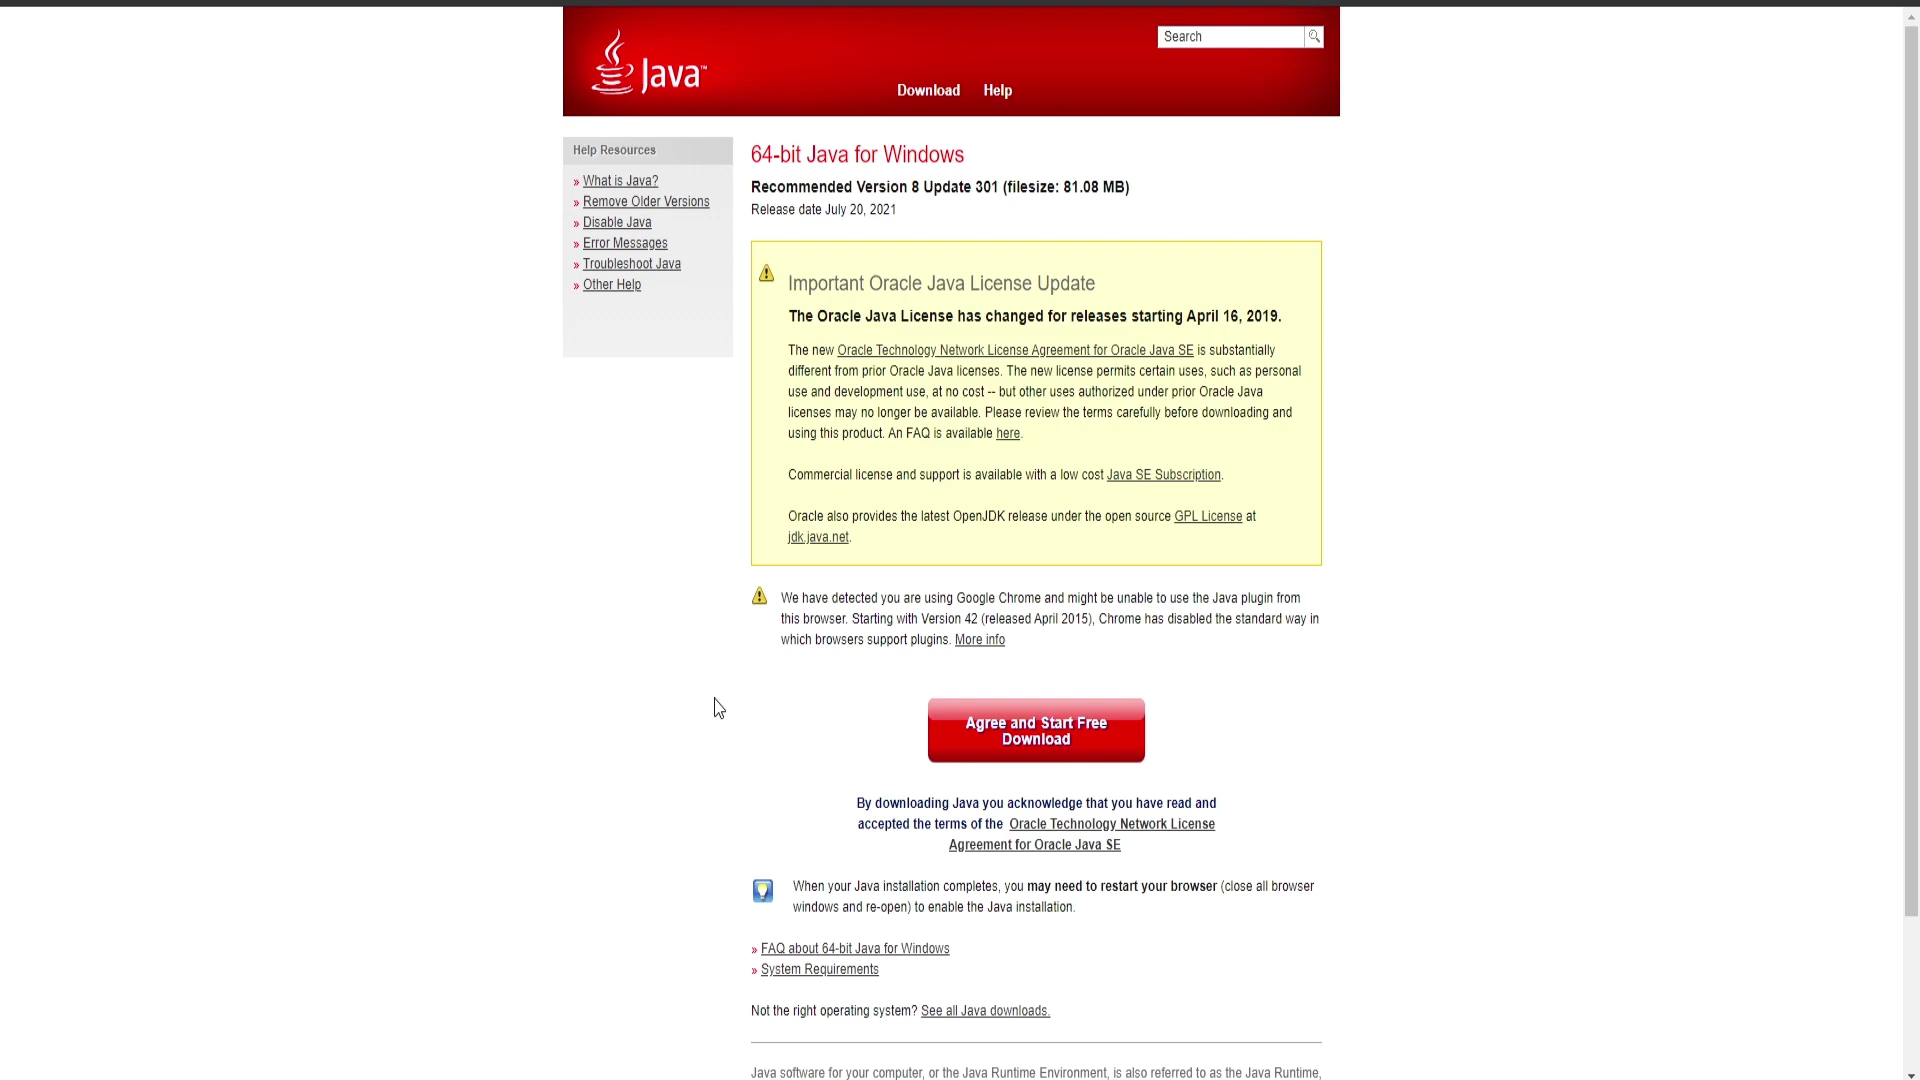 Java™
Search
Download Help
Help Resources
» What is Java?
» Remove Older Versions
» Disable Java
» Error Messages
» Troubleshoot Java
» Other Help
64-bit Java for Windows
Recommended Version 8 Update 301 (filesize: 81.08 MB)
Release date July 20, 2021
Important Oracle Java License Update
The Oracle Java License has changed for releases starting April 16, 2019.
The new Oracle Technology Network License Agreement for Oracle Java SE is substantially
different from prior Oracle Java licenses. The new license permits certain uses, such as personal
use and development use, at no cost -- but other uses authorized under prior Oracle Java
licenses may no longer be available. Please review the terms carefully before downloading and
using this product. An FAQ is available here.
Commercial license and support is available with a low cost Java SE Subscription.
Oracle also provides the latest OpenJDK release under the open source GPL License at
jdk.java.net.
We have detected you are using Google Chrome and might be unable to use the Java plugin from
this browser. Starting with Version 42 (released April 2015), Chrome has disabled the standard way in
which browsers support plugins. More info
Agree and Start Free
Download
By downloading Java you acknowledge that you have read and
accepted the terms of the Oracle Technology Network License
Agreement for Oracle Java SE
When your Java installation completes, you may need to restart your browser (close all browser
windows and re-open) to enable the Java installation.
» FAQ about 64-bit Java for Windows
» System Requirements
Not the right operating system? See all Java downloads.
Java software for your computer, or the Java Runtime Environment, is also referred to as the Java Runtime,